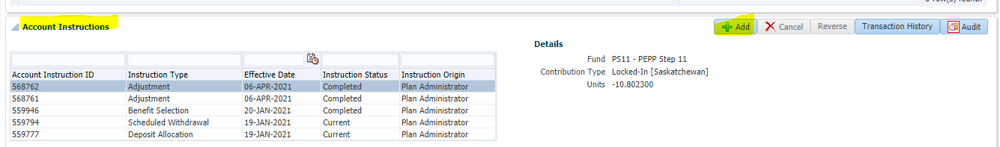 0 row(s) found.
Account Instructions
Add Cancel Reverse Transaction History Audit
Details
Fund PS11 - PEPP Step 11
Contribution Type Locked-In [Saskatchewan]
Units -10.802300
Account Instruction ID Instruction Type Effective Date Instruction Status Instruction Origin
568762 Adjustment 06-APR-2021 Completed Plan Administrator
568761 Adjustment 06-APR-2021 Completed Plan Administrator
559946 Benefit Selection 20-JAN-2021 Completed Plan Administrator
559794 Scheduled Withdrawal 19-JAN-2021 Current Plan Administrator
559777 Deposit Allocation 19-JAN-2021 Current Plan Administrator